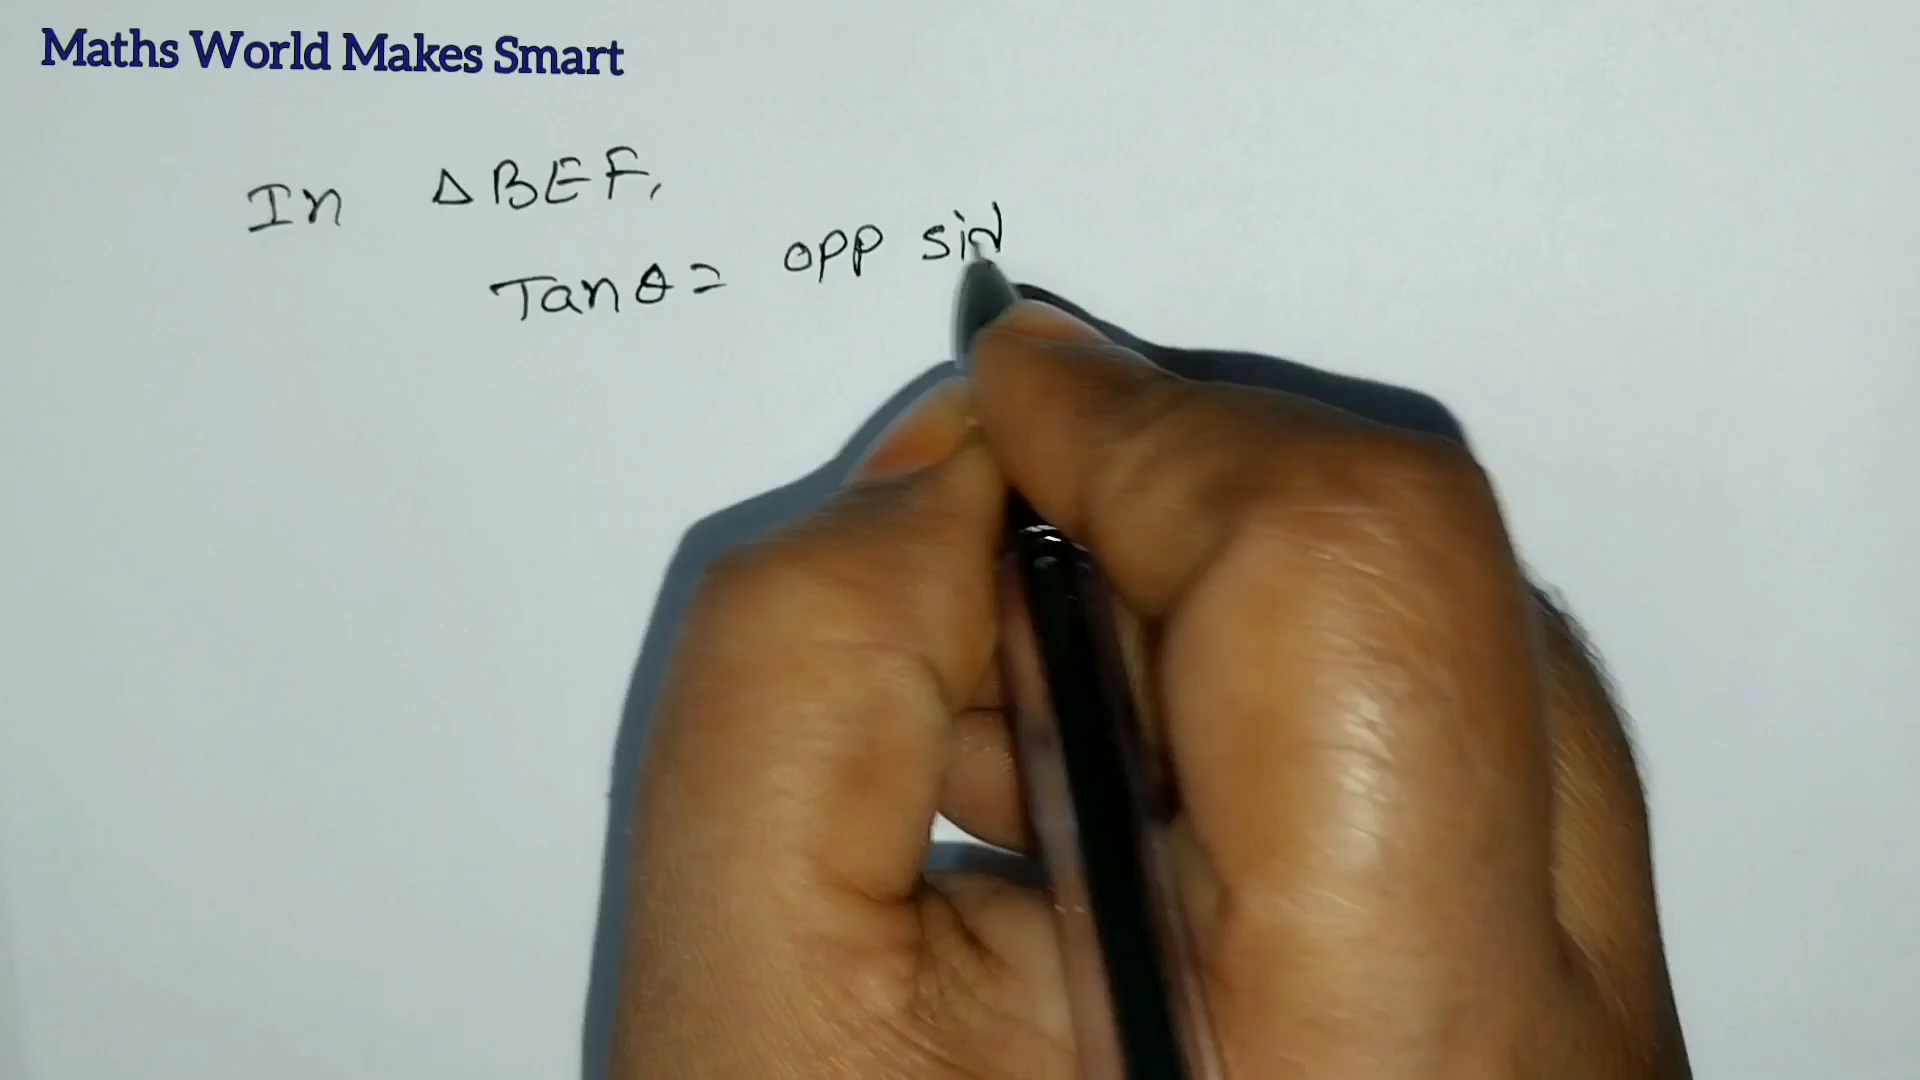 Maths World Makes Smart
In ΔBEF,
Tanθ = opp sid